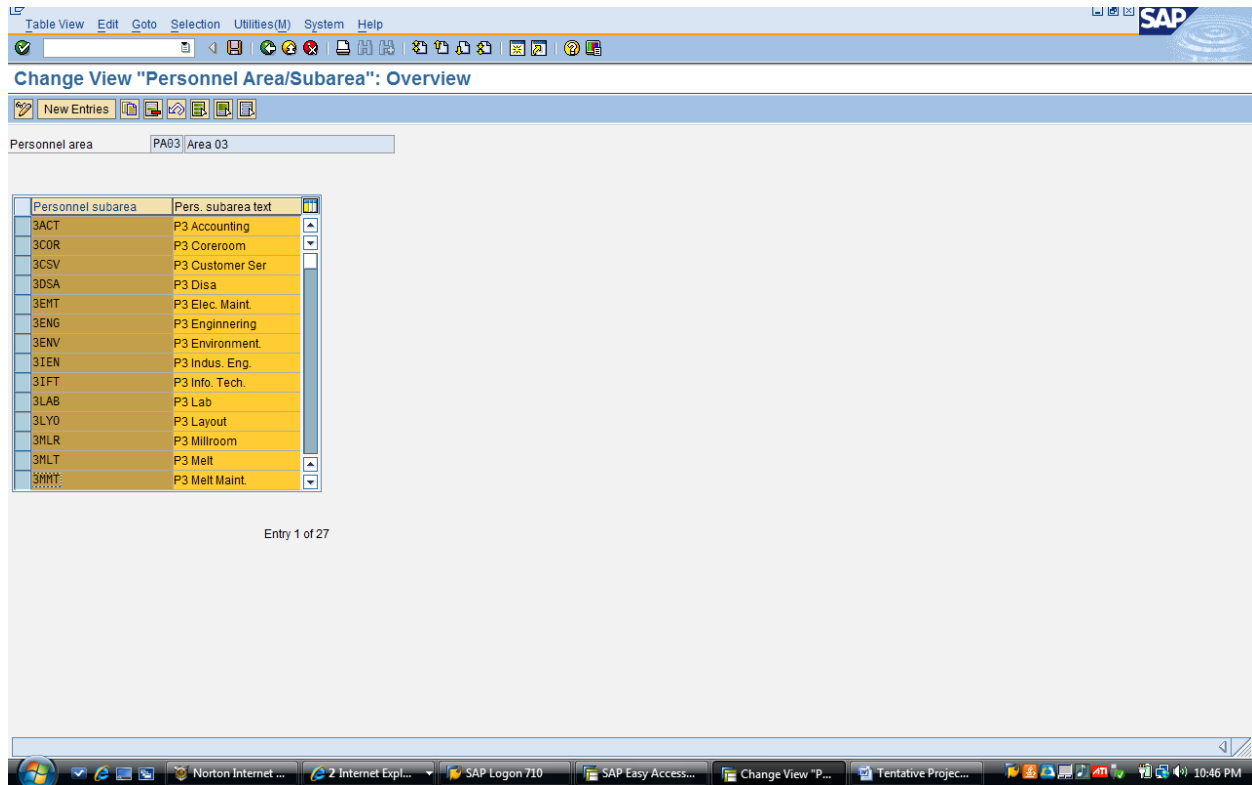 Table View Edit Goto Selection Utilities(M) System Help
SAP
Change View "Personnel Area/Subarea": Overview
New Entries
Personnel area PA03 Area 03
Personnel subarea Pers. subarea text
3ACT P3 Accounting
3COR P3 Coreroom
3CSV P3 Customer Ser
3DSA P3 Disa
3EMT P3 Elec. Maint.
3ENG P3 Enginnering
3ENV P3 Environment.
3IEN P3 Indus. Eng.
3IFT P3 Info. Tech.
3LAB P3 Lab
3LYO P3 Layout
3MLR P3 Millroom
3MLT P3 Melt
3MMT P3 Melt Maint.
Entry 1 of 27
Norton Internet ... 2 Internet Expl... SAP Logon 710 SAP Easy Access... Change View "P... Tentative Projec... ATI 10:46 PM